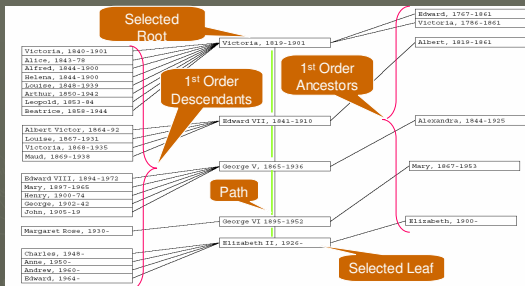 Selected
Root
Victoria, 1840-1901
Alice, 1843-78
Alfred, 1844-1900
Helena, 1844-1900
Louise, 1848-1939
Arthur, 1850-1942
Leopold, 1853-84
Beatrice, 1858-1944
Albert Victor, 1864-92
Louise, 1867-1931
Victoria, 1868-1935
Maud, 1869-1938
Edward VIII, 1894-1972
Mary, 1897-1965
Henry, 1900-74
George, 1902-42
John, 1905-19
Margaret Rose, 1930-
Charles, 1948-
Anne, 1950-
Andrew, 1960-
Edward, 1964-
1st Order
Descendants
Victoria, 1819-1901
Edward VII, 1841-1910
George V, 1865-1936
Path
George VI 1895-1952
Elizabeth II, 1926-
Selected Leaf
1st Order
Ancestors
Edward, 1767-1861
Victoria, 1786-1861
Albert, 1819-1861
Alexandra, 1844-1925
Mary, 1867-1953
Elizabeth, 1900-